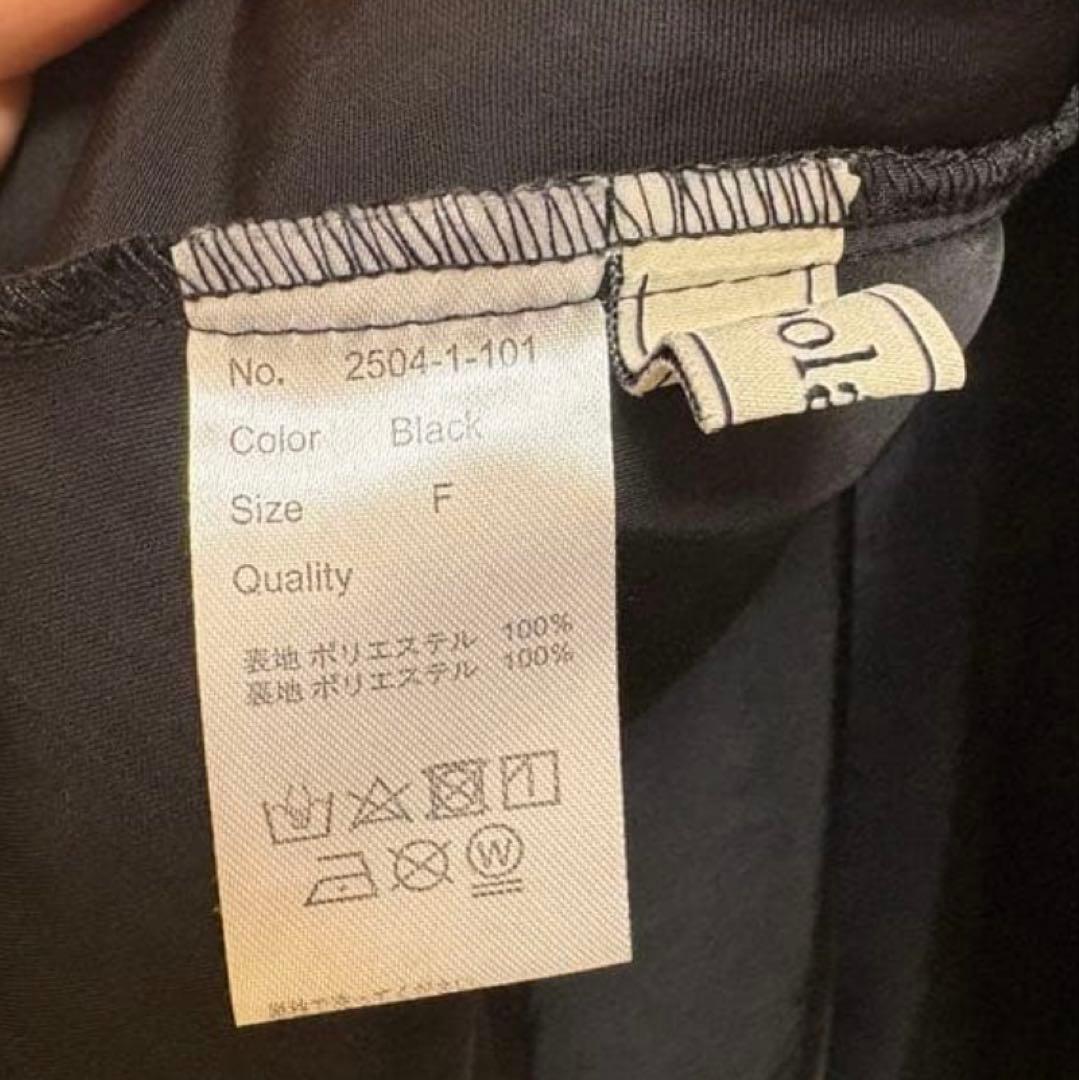 No. 2504-1-101
Color Black
Size F
Quality
表地 ポリエステル 100%
裏地 ポリエステル 100%
W